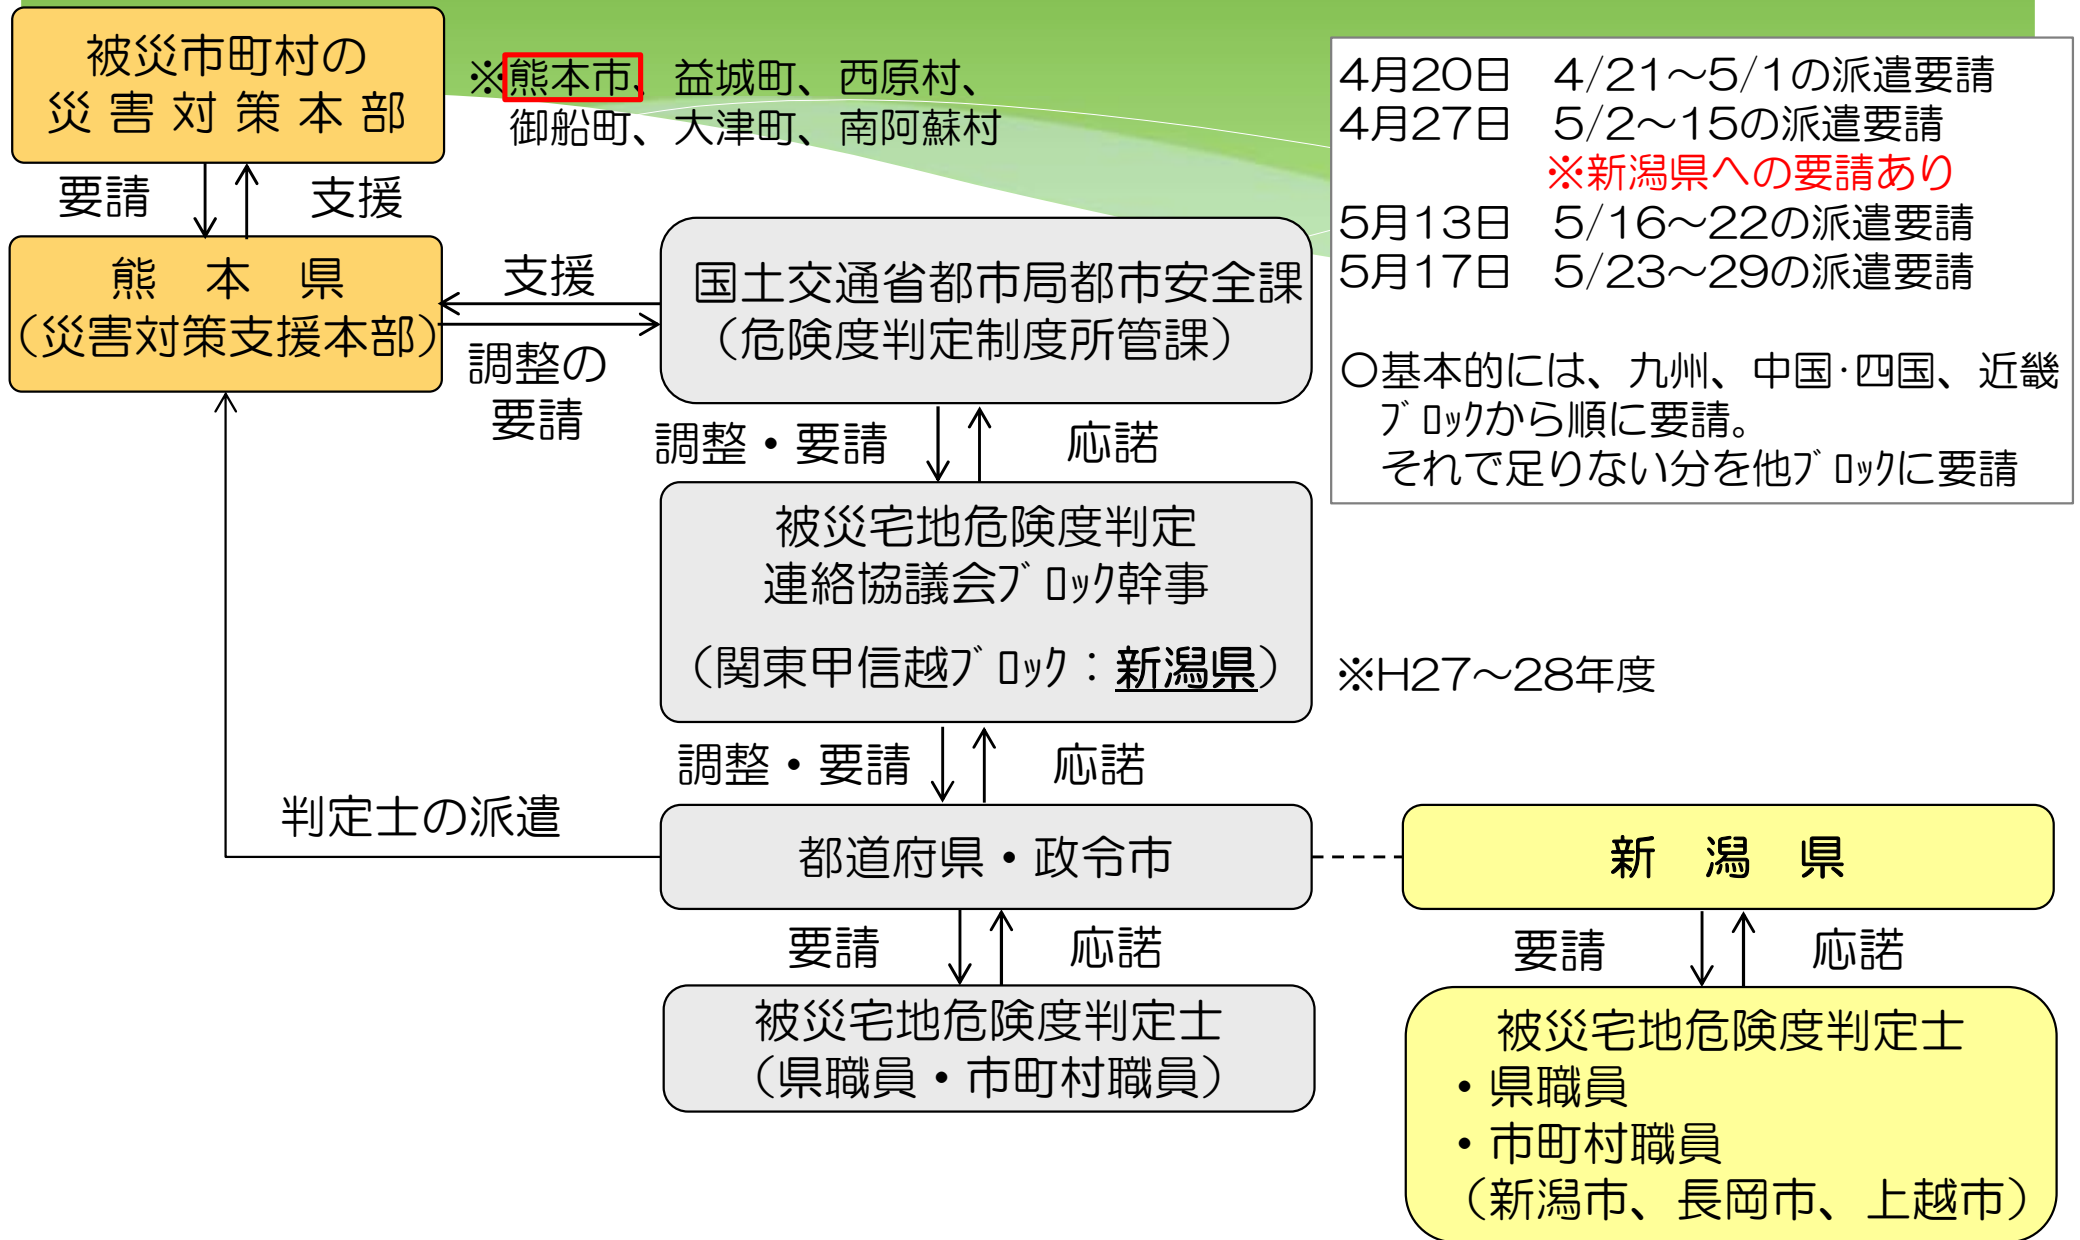 被災市町村の
災害対策本部
※熊本市、益城町、西原村、
御船町、大津町、南阿蘇村
4月20日　4/21～5/1の派遣要請
4月27日　5/2～15の派遣要請
※新潟県への要請あり
5月13日　5/16～22の派遣要請
5月17日　5/23～29の派遣要請
○基本的には、九州、中国･四国、近畿
ﾌﾞﾛｯｸから順に要請。
それで足りない分を他ﾌﾞﾛｯｸに要請
要請
支援
熊　本　県
（災害対策支援本部）
支援
調整の
要請
国土交通省都市局都市安全課
（危険度判定制度所管課）
調整・要請
応諾
被災宅地危険度判定
連絡協議会ﾌﾞﾛｯｸ幹事
（関東甲信越ﾌﾞﾛｯｸ：新潟県）
※H27～28年度
調整・要請
応諾
判定士の派遣
都道府県・政令市
新　潟　県
要請
応諾
要請
応諾
被災宅地危険度判定士
（県職員・市町村職員）
被災宅地危険度判定士
・県職員
・市町村職員
（新潟市、長岡市、上越市）